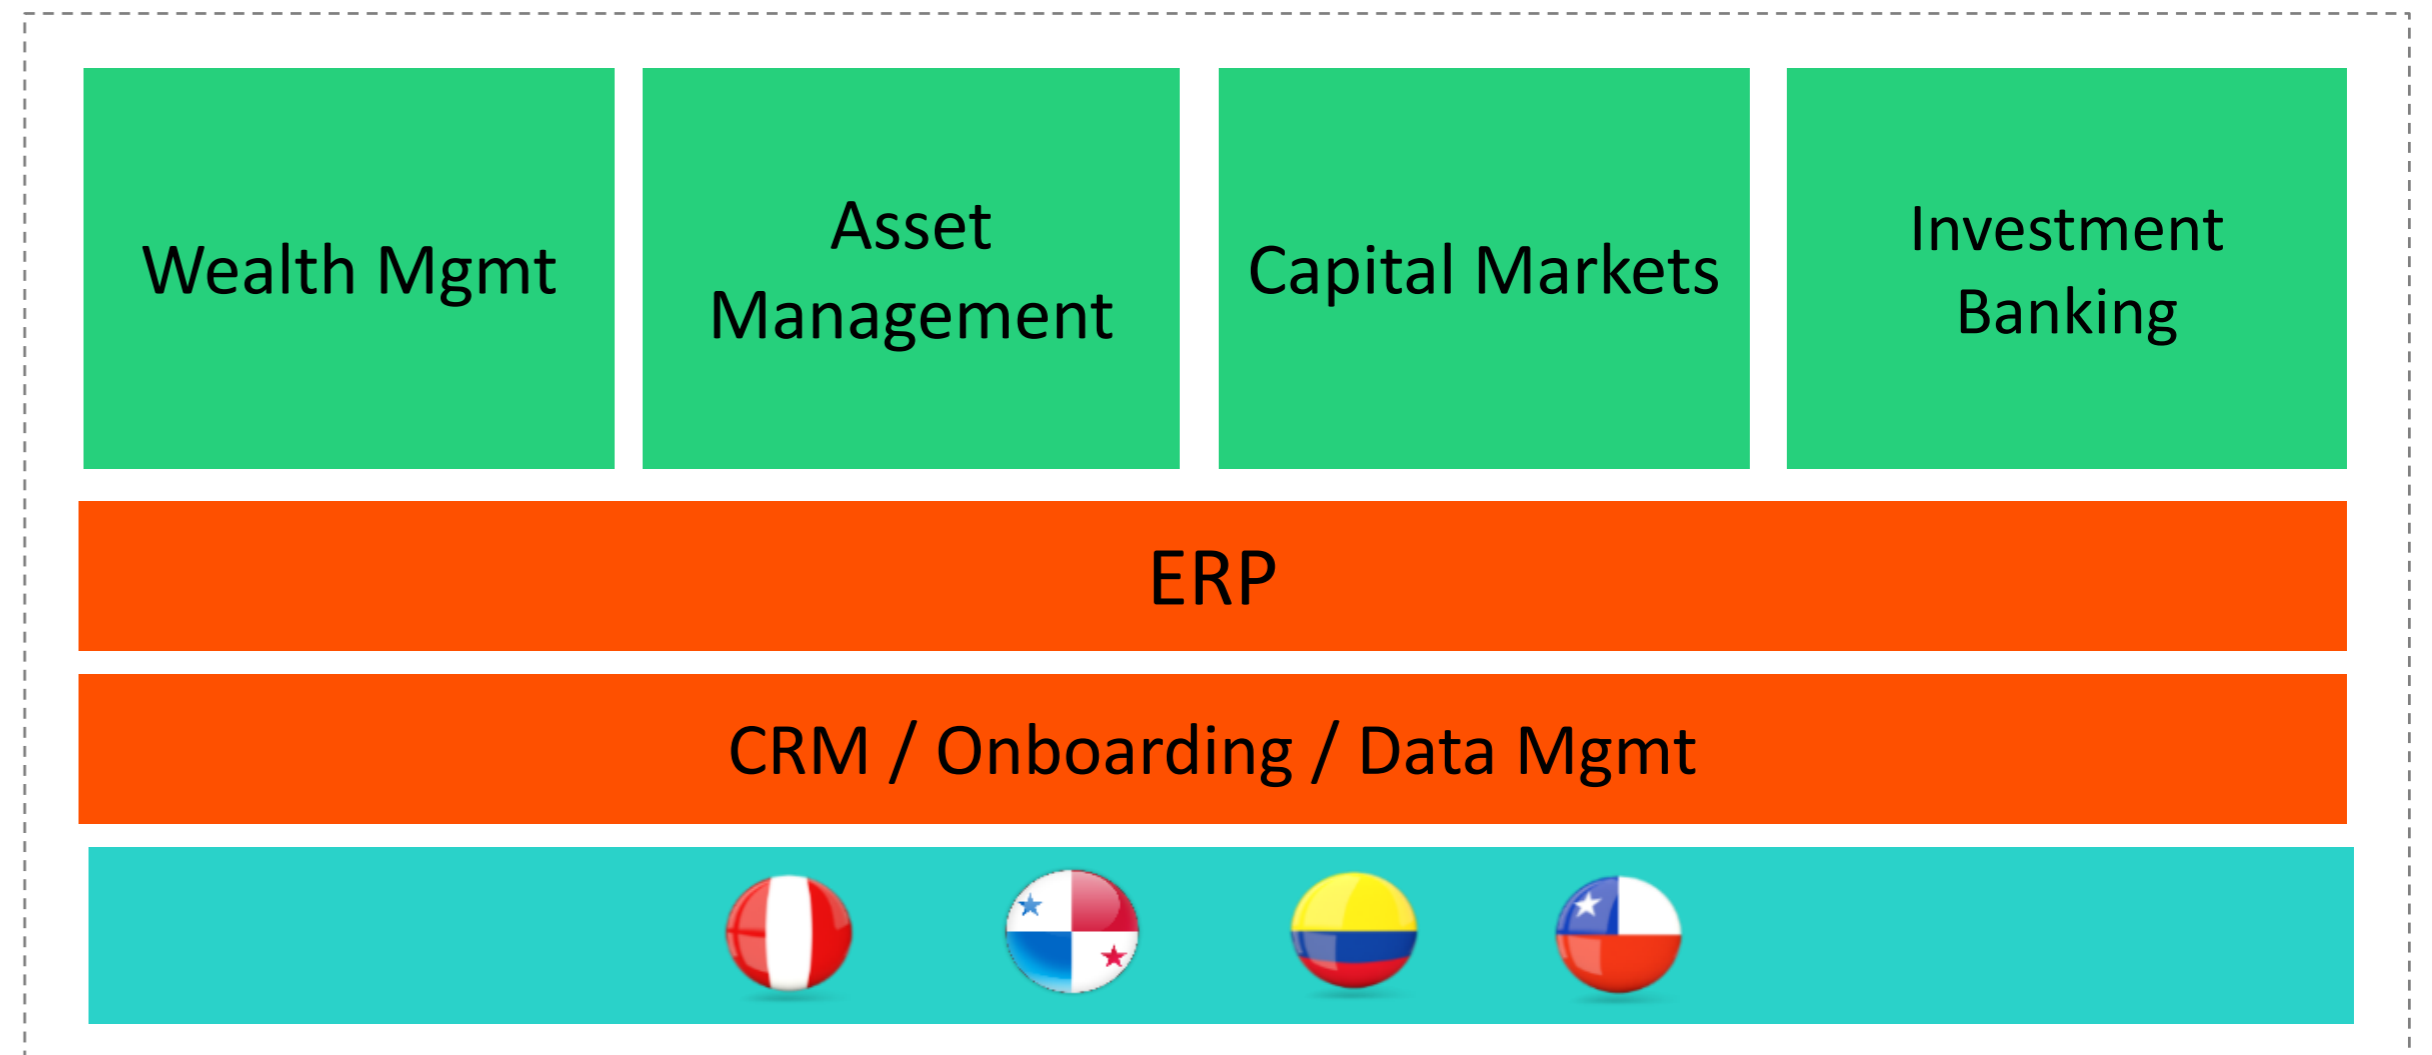 Wealth Mgmt
Asset
Management
Capital Markets
Investment
Banking
ERP
CRM / Onboarding / Data Mgmt